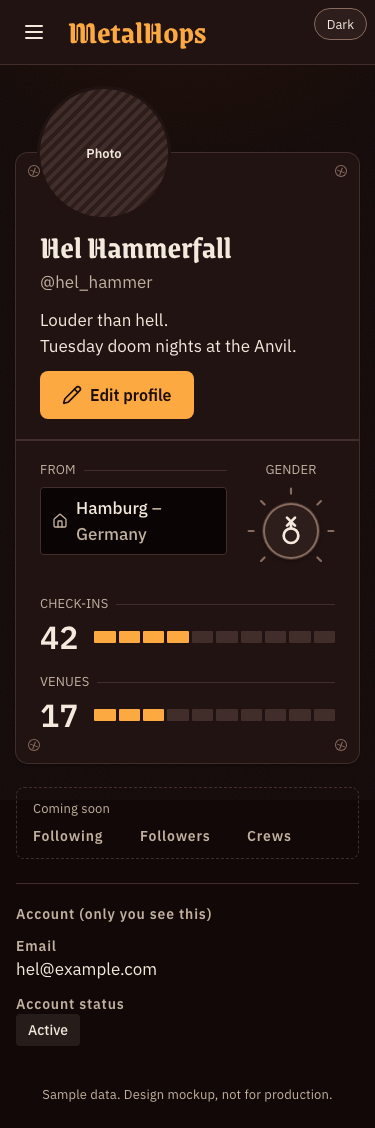 MetalHops
Dark
Photo
Hel Hammerfall
@hel_hammer
Louder than hell.
Tuesday doom nights at the Anvil.
Edit profile
FROM
GENDER
Hamburg –
Germany
CHECK-INS
42
VENUES
17
Coming soon
Following Followers Crews
Account (only you see this)
Email
hel@example.com
Account status
Active
Sample data. Design mockup, not for production.